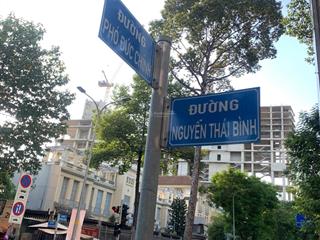 ĐƯỜNG
PHÓ ĐỨC CHÍNH
ĐƯỜNG
NGUYỄN THÁI BÌNH